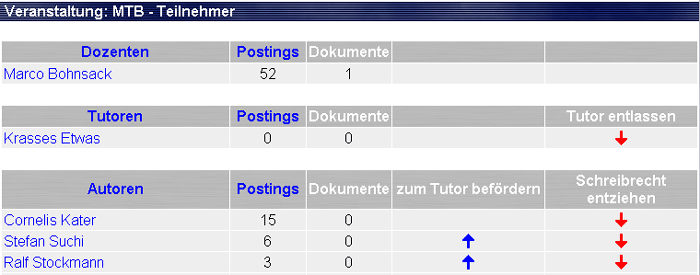 Veranstaltung: MTB - Teilnehmer
Dozenten Postings Dokumente
Marco Bohnsack 52 1
Tutoren Postings Dokumente Tutor entlassen
Krasses Etwas 0 0
Autoren Postings Dokumente zum Tutor befördern Schreibrecht entziehen
Cornelis Kater 15 0
Stefan Suchi 6 0
Ralf Stockmann 3 0